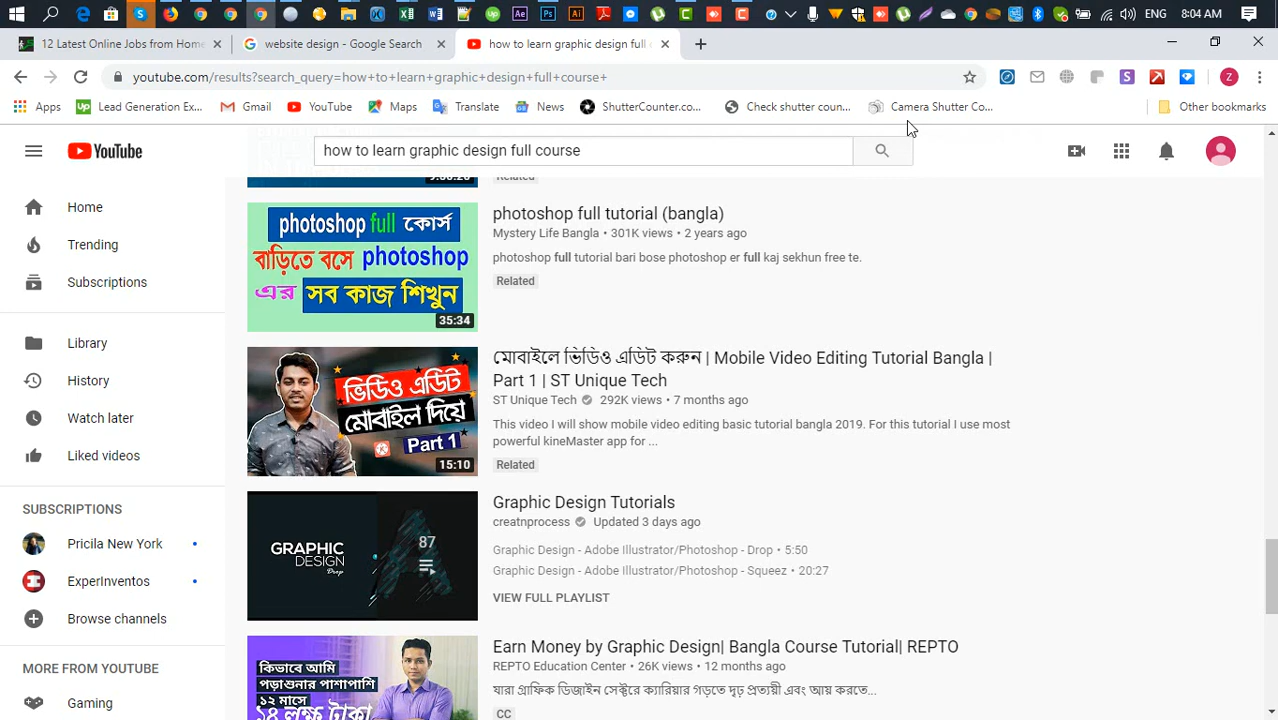 ENG 8:04 AM
12 Latest Online Jobs from Home
website design - Google Search
how to learn graphic design full c
youtube.com/results?search_query=how+to+learn+graphic+design+full+course+
Apps Lead Generation Ex... Gmail YouTube Maps Translate News ShutterCounter.co... Check shutter coun... Camera Shutter Co... Other bookmarks
YouTube
how to learn graphic design full course
Home
Trending
Subscriptions
Library
History
Watch later
Liked videos
SUBSCRIPTIONS
Pricila New York
ExperInventos
Browse channels
MORE FROM YOUTUBE
Gaming
Related
photoshop full কোর্স
বাড়িতে বসে photoshop
এর সব কাজ শিখুন
35:34
photoshop full tutorial (bangla)
Mystery Life Bangla • 301K views • 2 years ago
photoshop full tutorial bari bose photoshop er full kaj sekhun free te.
Related
ভিডিও এডিট
মোবাইল দিয়ে
Part 1
15:10
মোবাইলে ভিডিও এডিট করুন | Mobile Video Editing Tutorial Bangla |
Part 1 | ST Unique Tech
ST Unique Tech 292K views • 7 months ago
This video I will show mobile video editing basic tutorial bangla 2019. For this tutorial I use most
powerful kineMaster app for ...
Related
GRAPHIC
DESIGN
Drop
87
Graphic Design Tutorials
creatnprocess Updated 3 days ago
Graphic Design - Adobe Illustrator/Photoshop - Drop • 5:50
Graphic Design - Adobe Illustrator/Photoshop - Squeez • 20:27
VIEW FULL PLAYLIST
কিভাবে আমি
পড়াশুনার পাশাপাশি
১২ মাসে
১৪ লক্ষ টাকা
Earn Money by Graphic Design| Bangla Course Tutorial| REPTO
REPTO Education Center • 26K views • 12 months ago
যারা গ্রাফিক ডিজাইন সেক্টরে ক্যারিয়ার গড়তে দৃঢ় প্রত্যয়ী এবং আয় করতে...
CC